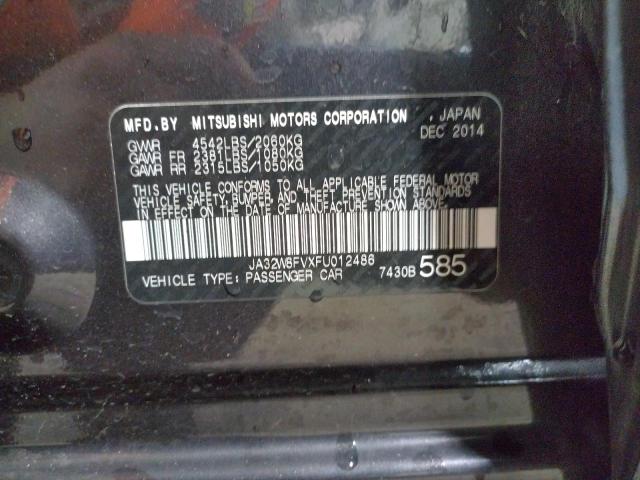 MFD.BY MITSUBISHI MOTORS CORPORATION , JAPAN
GVWR 4542LBS/2060KG DEC 2014
GAWR FR 2381LBS/1080KG
GAWR RR 2315LBS/1050KG
THIS VEHICLE CONFORMS TO ALL APPLICABLE FEDERAL MOTOR
VEHICLE SAFETY, BUMPER, AND THEFT PREVENTION STANDARDS
IN EFFECT ON THE DATE OF MANUFACTURE SHOWN ABOVE.
JA32W8FVXFU012486
VEHICLE TYPE: PASSENGER CAR 7430B 585